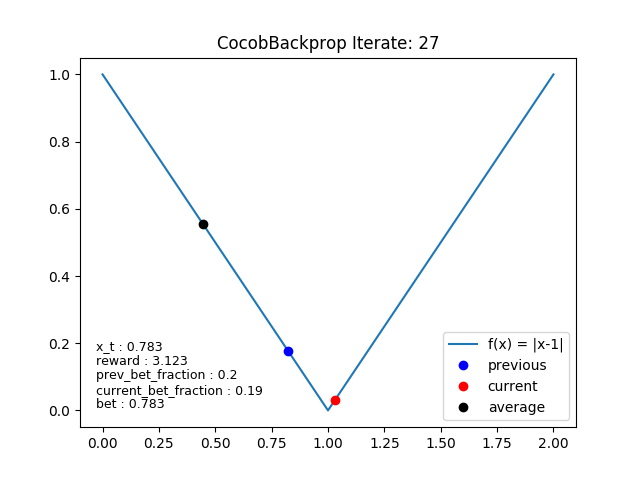 CocobBackprop Iterate: 27
1.0
0.8
0.6
0.4
0.2
0.0
x_t : 0.783
reward : 3.123
prev_bet_fraction : 0.2
current_bet_fraction : 0.19
bet : 0.783
f(x) = |x-1|
previous
current
average
0.00 0.25 0.50 0.75 1.00 1.25 1.50 1.75 2.00